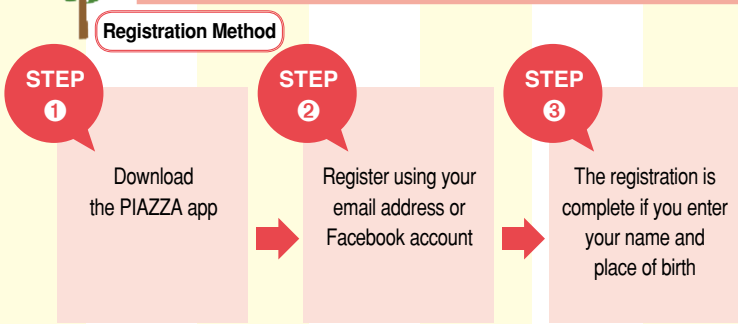 Registration Method
STEP
❶
Download
the PIAZZA app
STEP
❷
Register using your
email address or
Facebook account
STEP
❸
The registration is
complete if you enter
your name and
place of birth